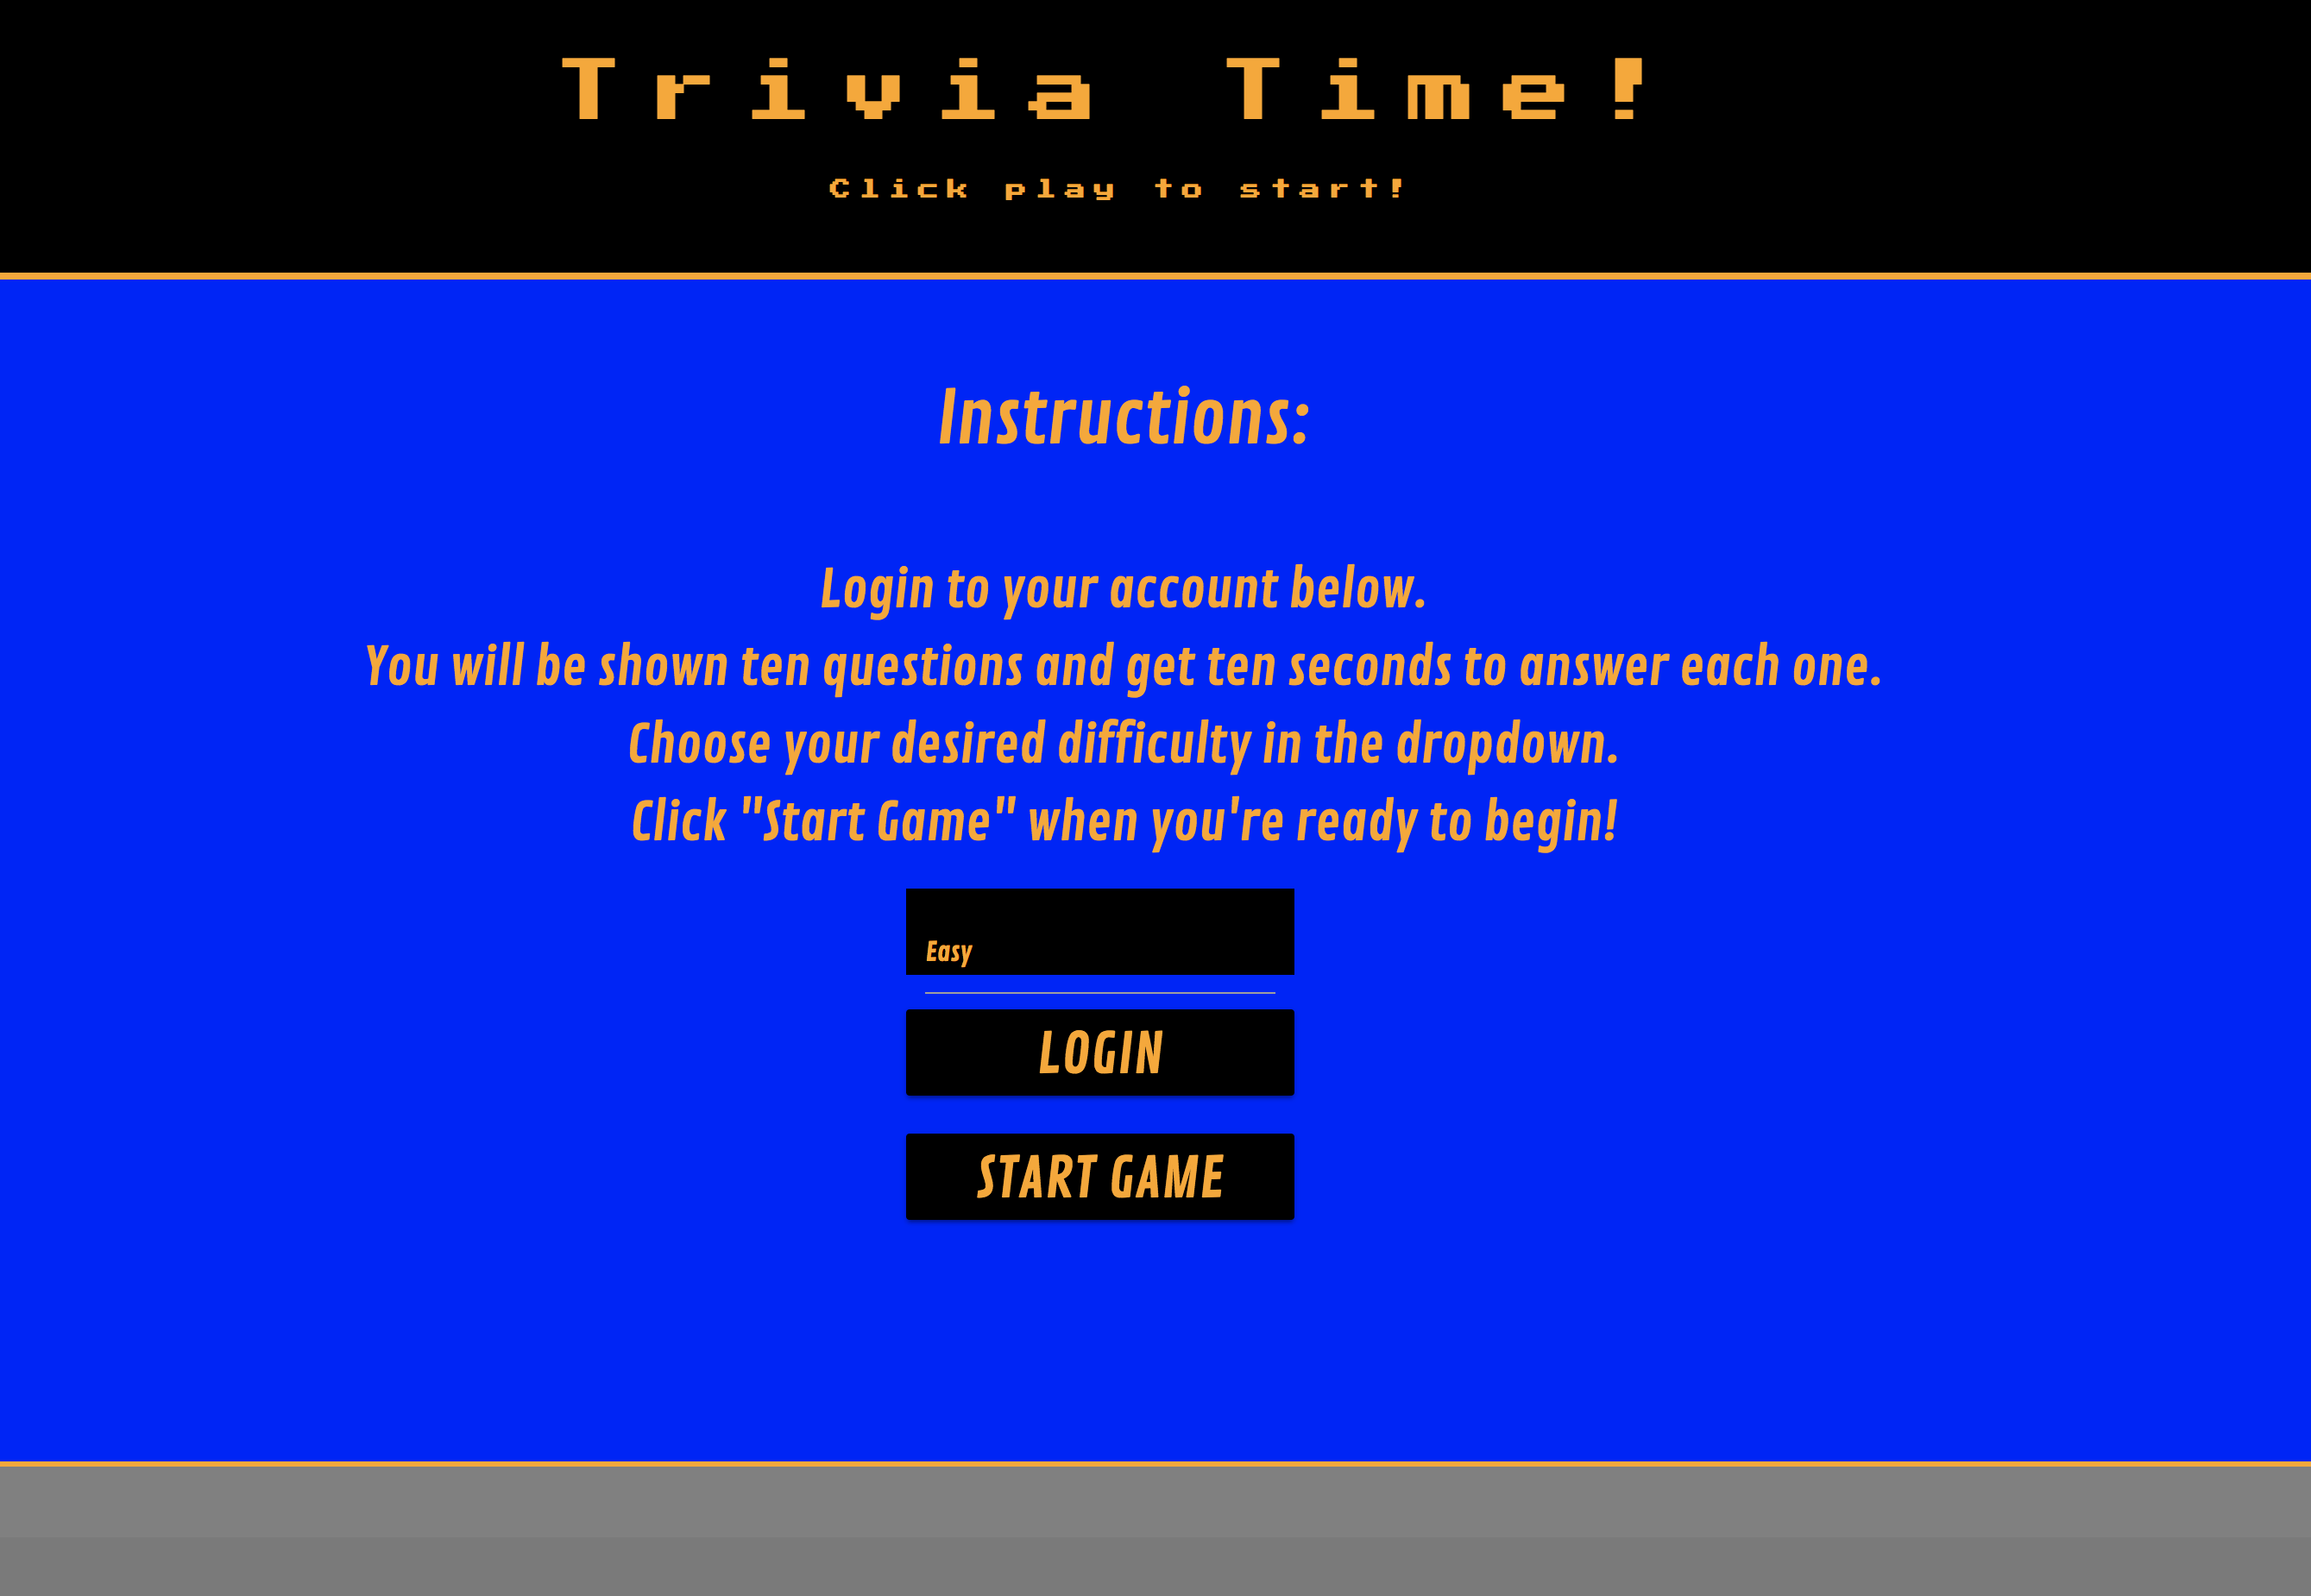 Trivia Time!
Click play to start!
Instructions:
Login to your account below.
You will be shown ten questions and get ten seconds to answer each one.
Choose your desired difficulty in the dropdown.
Click "Start Game" when you're ready to begin!
Easy
LOGIN
START GAME